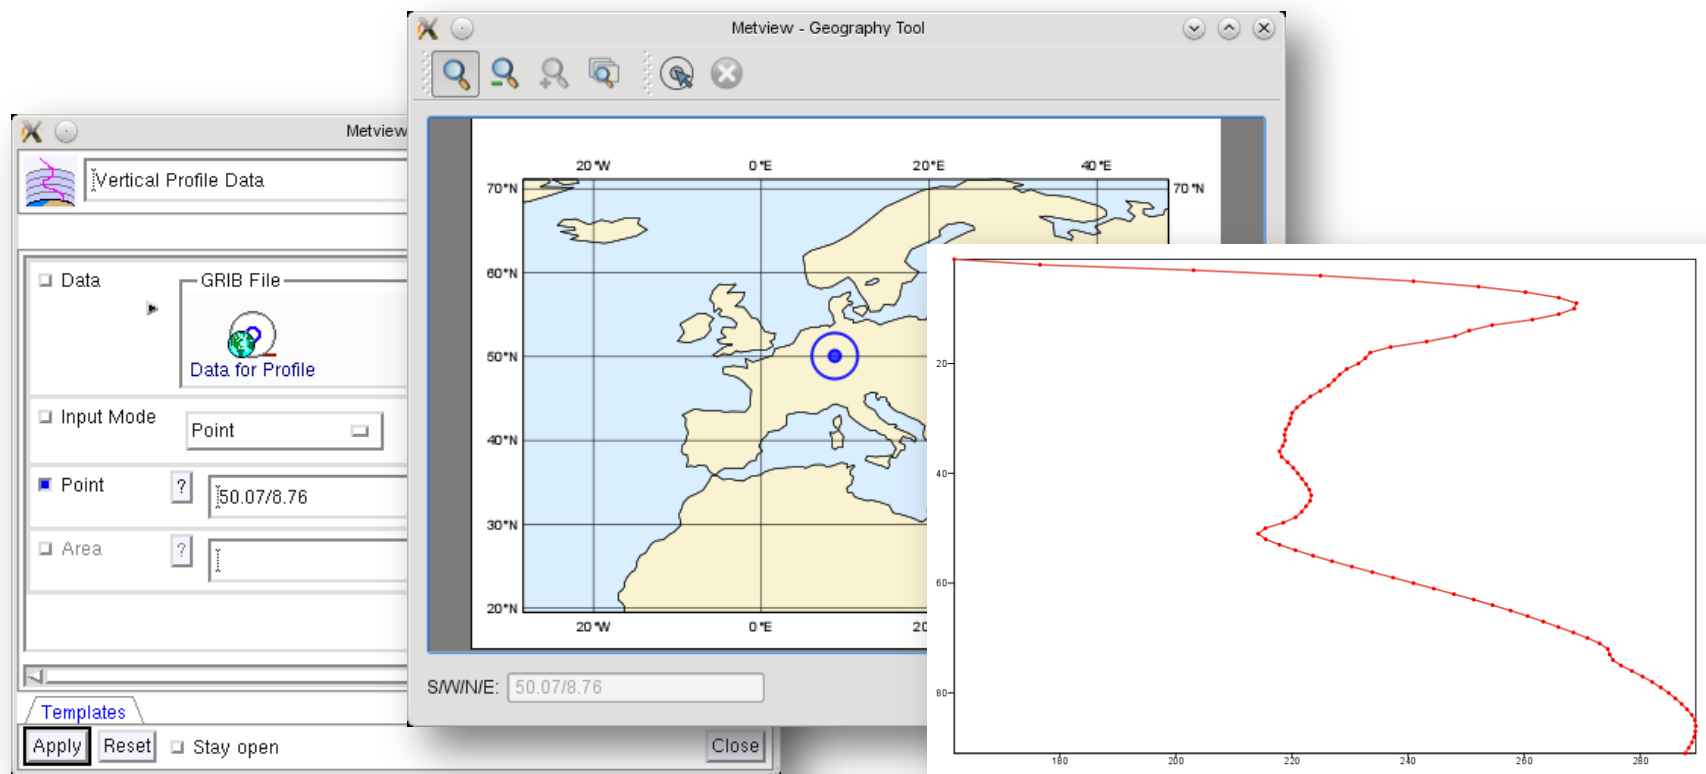 Metview - Geography Tool
Metview
Vertical Profile Data
Data
GRIB File
Data for Profile
Input Mode
Point
Point
?
50.07/8.76
Area
?
Templates
Apply
Reset
Stay open
Close
20°W 0°E 20°E 40°E
70°N 70°N
60°N
50°N
40°N
30°N
20°N
20°W 0°E 20
S/W/N/E: 50.07/8.76
20
40
60
80
180 200 220 240 260 280